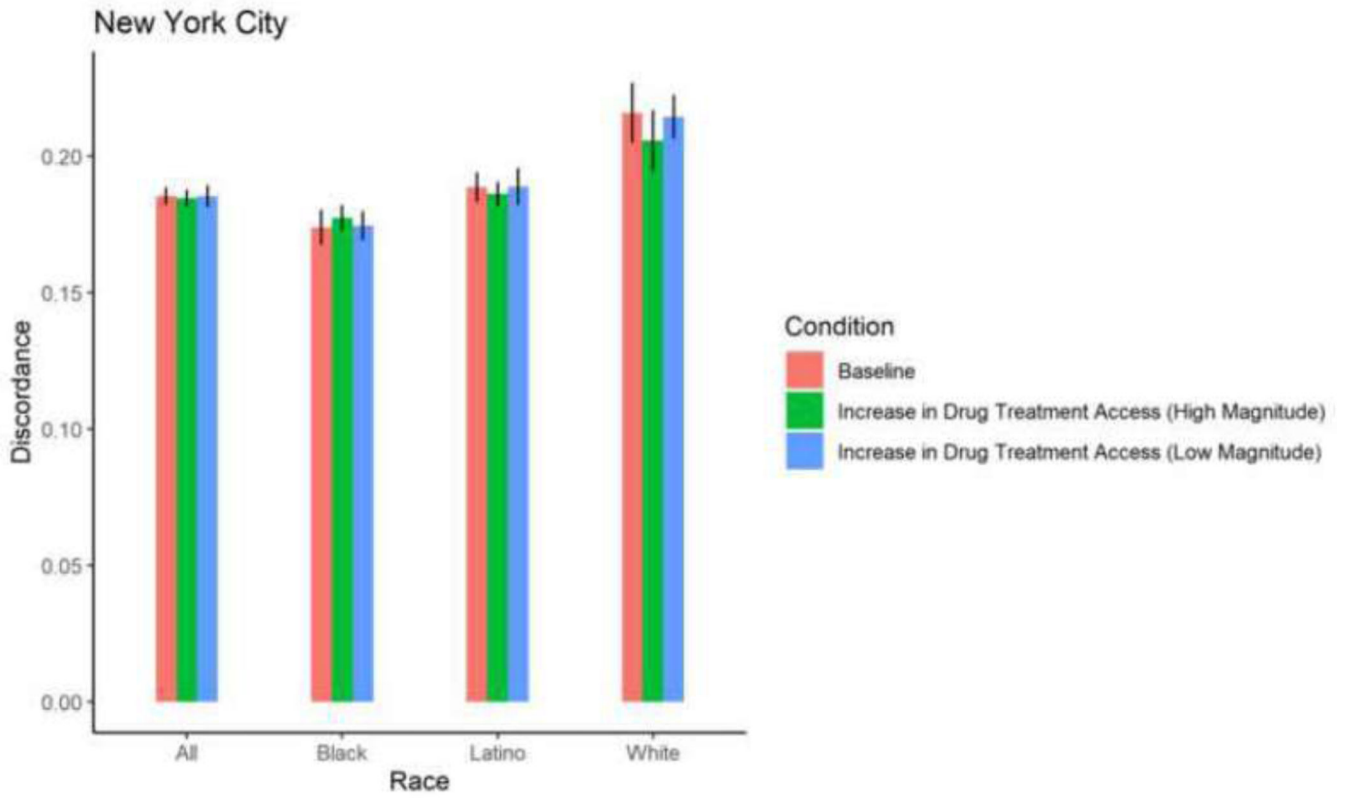 New York City
0.20
0.15
0.10
0.05
0.00
Discordance
All
Black
Latino
White
Race
Condition
Baseline
Increase in Drug Treatment Access (High Magnitude)
Increase in Drug Treatment Access (Low Magnitude)